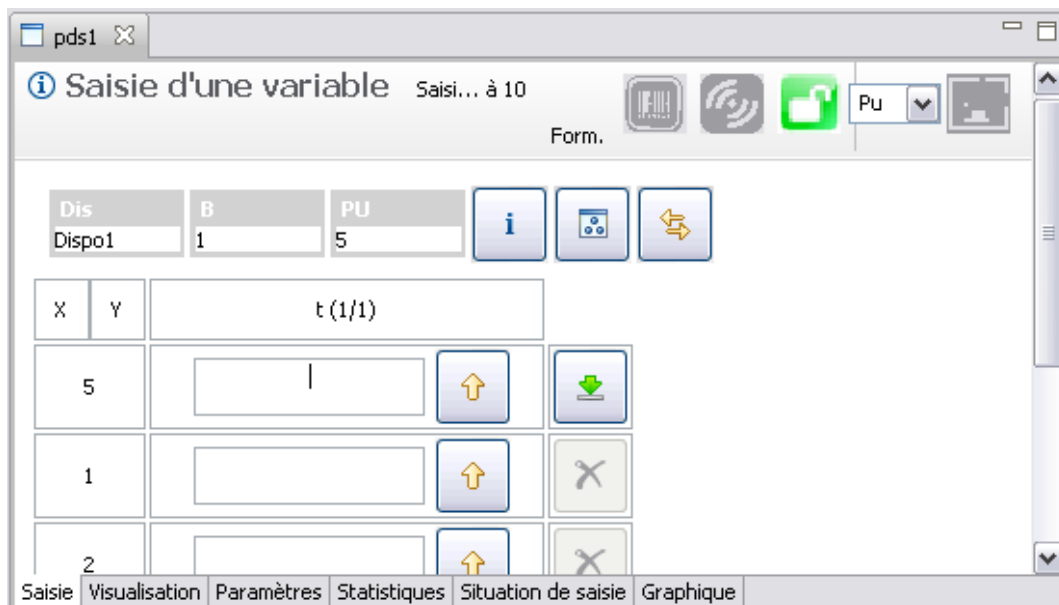 pds1
Saisie d'une variable Saisi... à 10
Form.
Pu
Dis B PU
Dispo1 1 5
X Y t (1/1)
5
1
2
Saisie Visualisation Paramètres Statistiques Situation de saisie Graphique